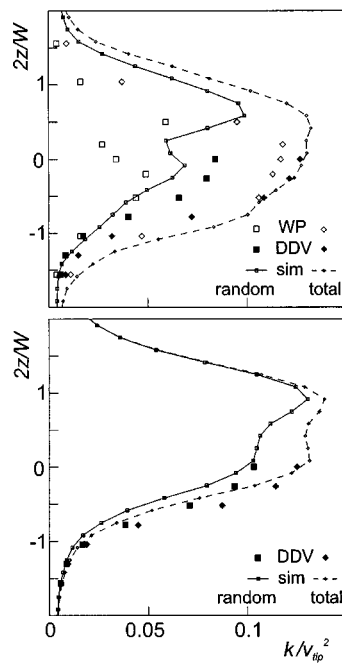 2z/W
1
0
-1
WP
DDV
sim
random total
2z/W
1
0
-1
DDV
sim
random total
0 0.05 0.1
k/v_tip^2